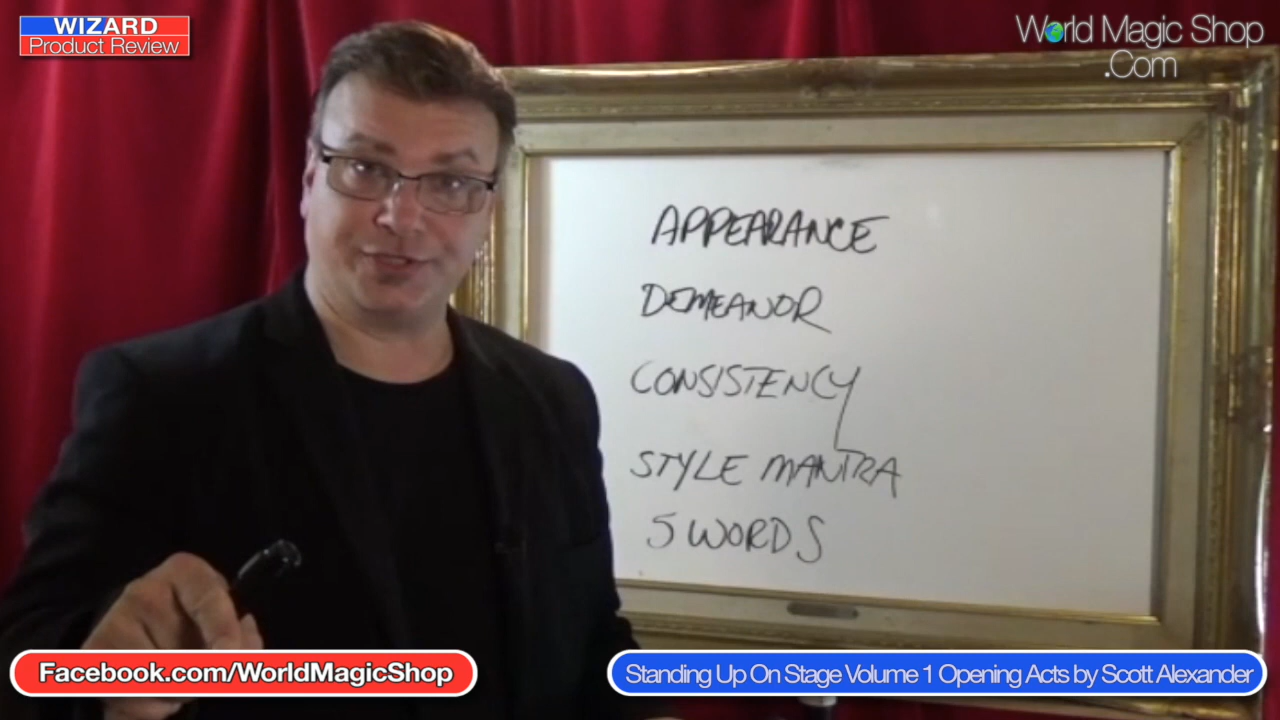 WIZARD
Product Review
World Magic Shop
.Com
APPEARANCE
DEMEANOR
CONSISTENCY
STYLE MANTRA
5 WORDS
Facebook.com/WorldMagicShop
Standing Up On Stage Volume 1 Opening Acts by Scott Alexander